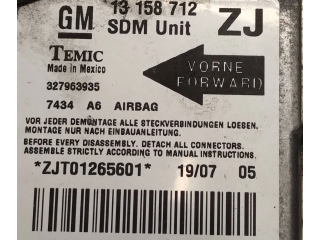 GM 13 158 712 ZJ
SDM Unit
TEMIC
Made in Mexico
VORNE
FORWARD
327963935
7434 A6 AIRBAG
VOR JEDER DEMONTAGE ALLE STECKVERBINDUNGEN LOESEN.
MONTAGE NUR NACH EINBAUANLEITUNG.
BEFORE EVERY DISASSEMBLY. DETACH ALL CONNECTORS.
ASSEMBLE STRICTLY ACCORDING TO MANUAL INSTRUCTIONS.
*ZJT01265601* 19/07 05